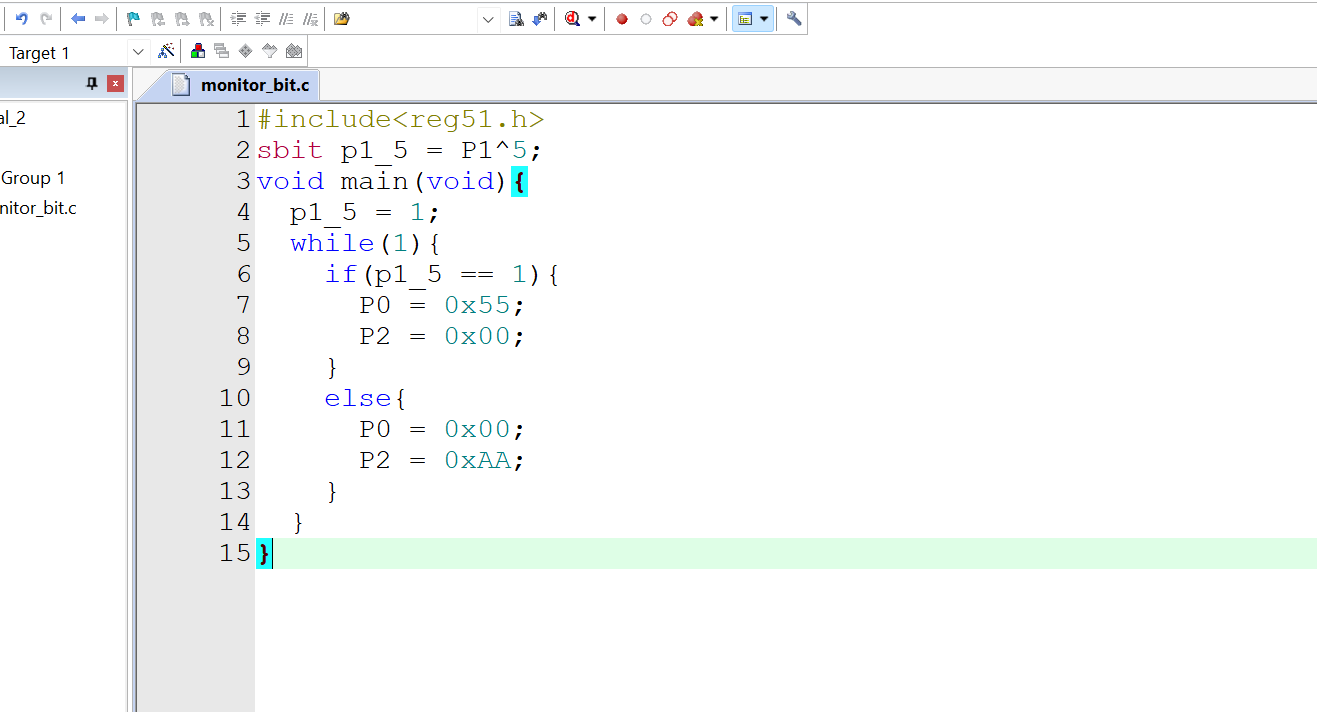 Target 1
monitor_bit.c
al_2
Group 1
nitor_bit.c
1 #include<reg51.h>
2 sbit p1_5 = P1^5;
3 void main(void){
4   p1_5 = 1;
5   while(1){
6     if(p1_5 == 1){
7       P0 = 0x55;
8       P2 = 0x00;
9     }
10     else{
11       P0 = 0x00;
12       P2 = 0xAA;
13     }
14   }
15 }